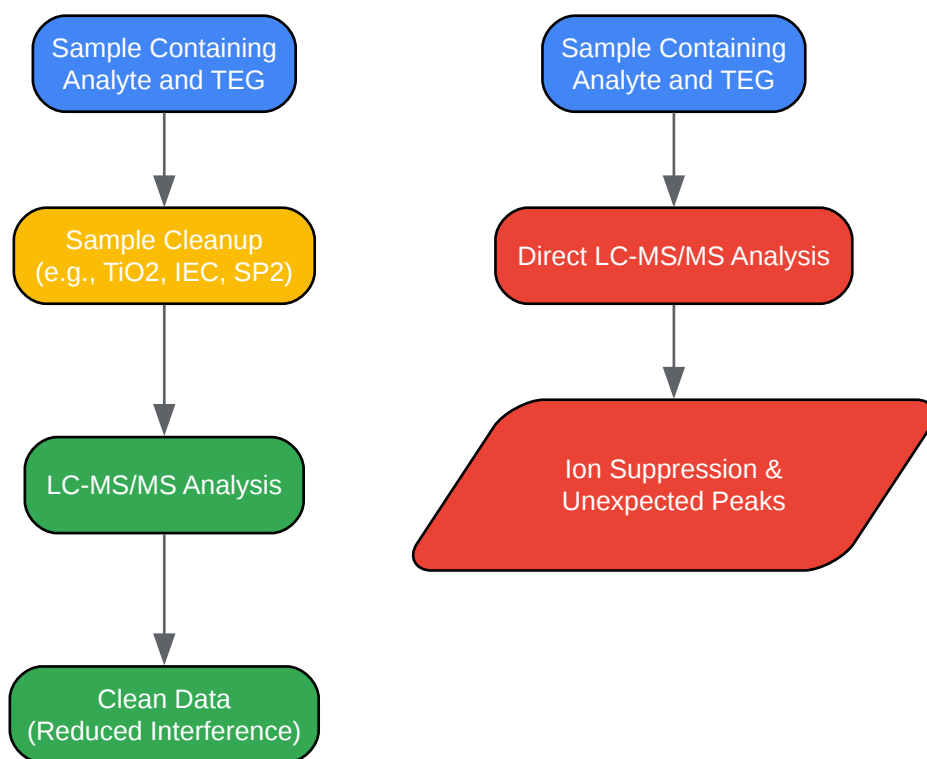 Sample Containing
Analyte and TEG
Sample Cleanup
(e.g., TiO2, IEC, SP2)
LC-MS/MS Analysis
Clean Data
(Reduced Interference)
Sample Containing
Analyte and TEG
Direct LC-MS/MS Analysis
Ion Suppression &
Unexpected Peaks